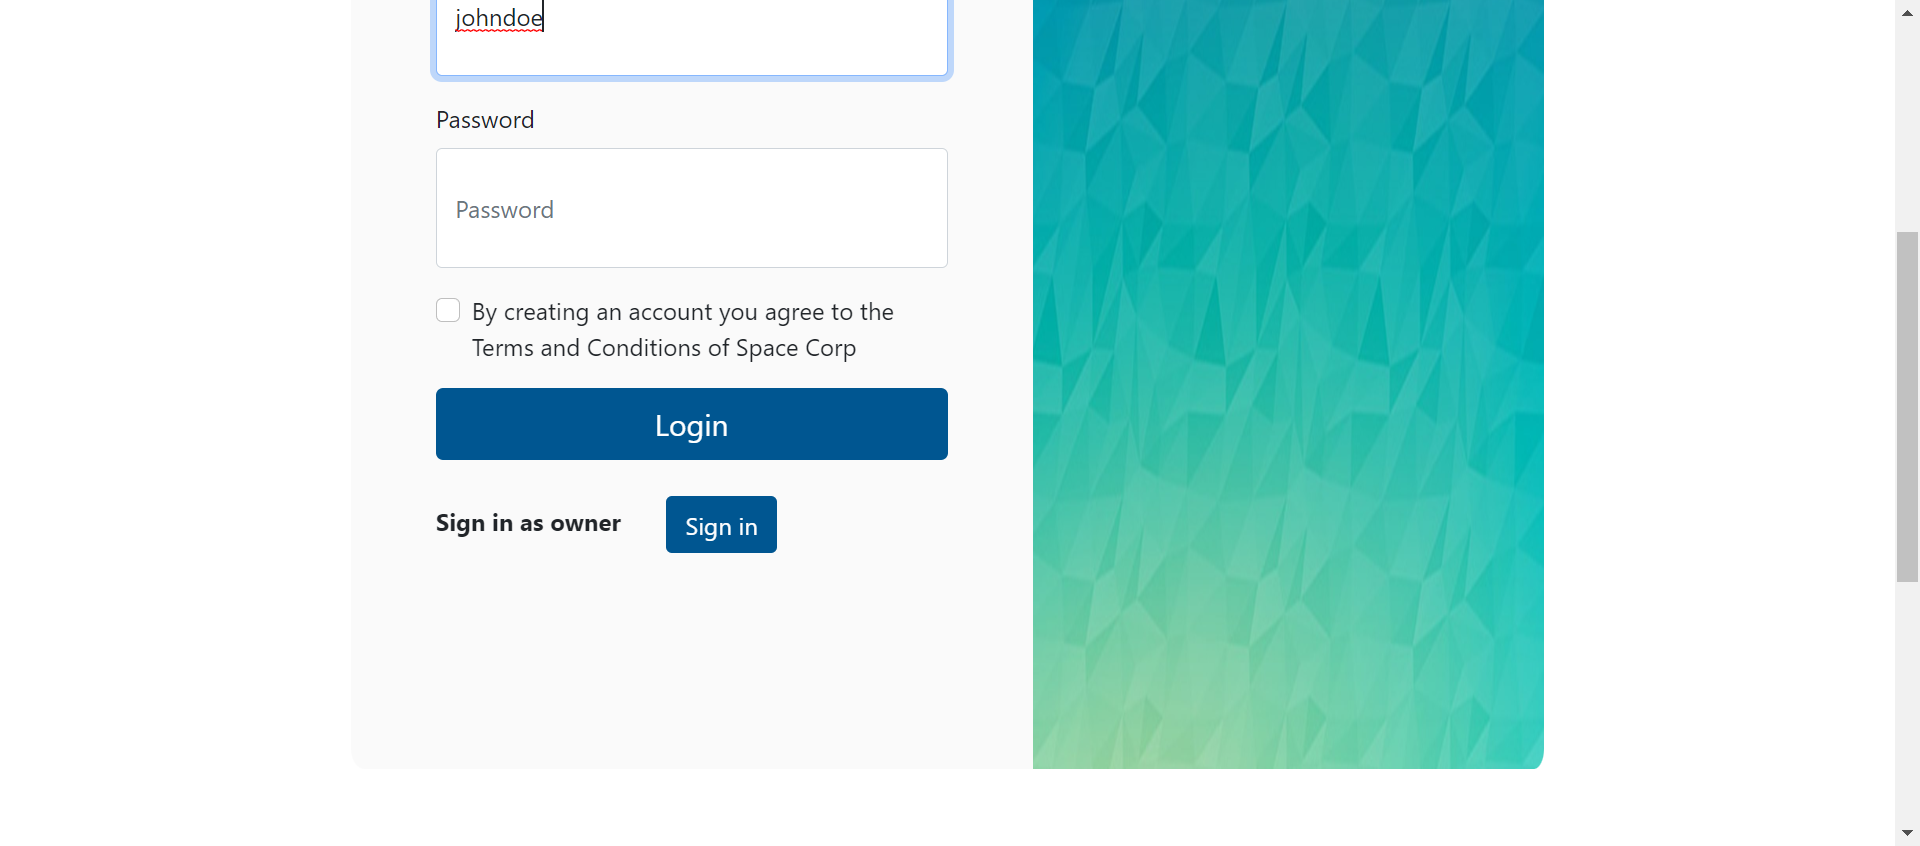 johndoe
Password
Password
By creating an account you agree to the
Terms and Conditions of Space Corp
Login
Sign in as owner
Sign in